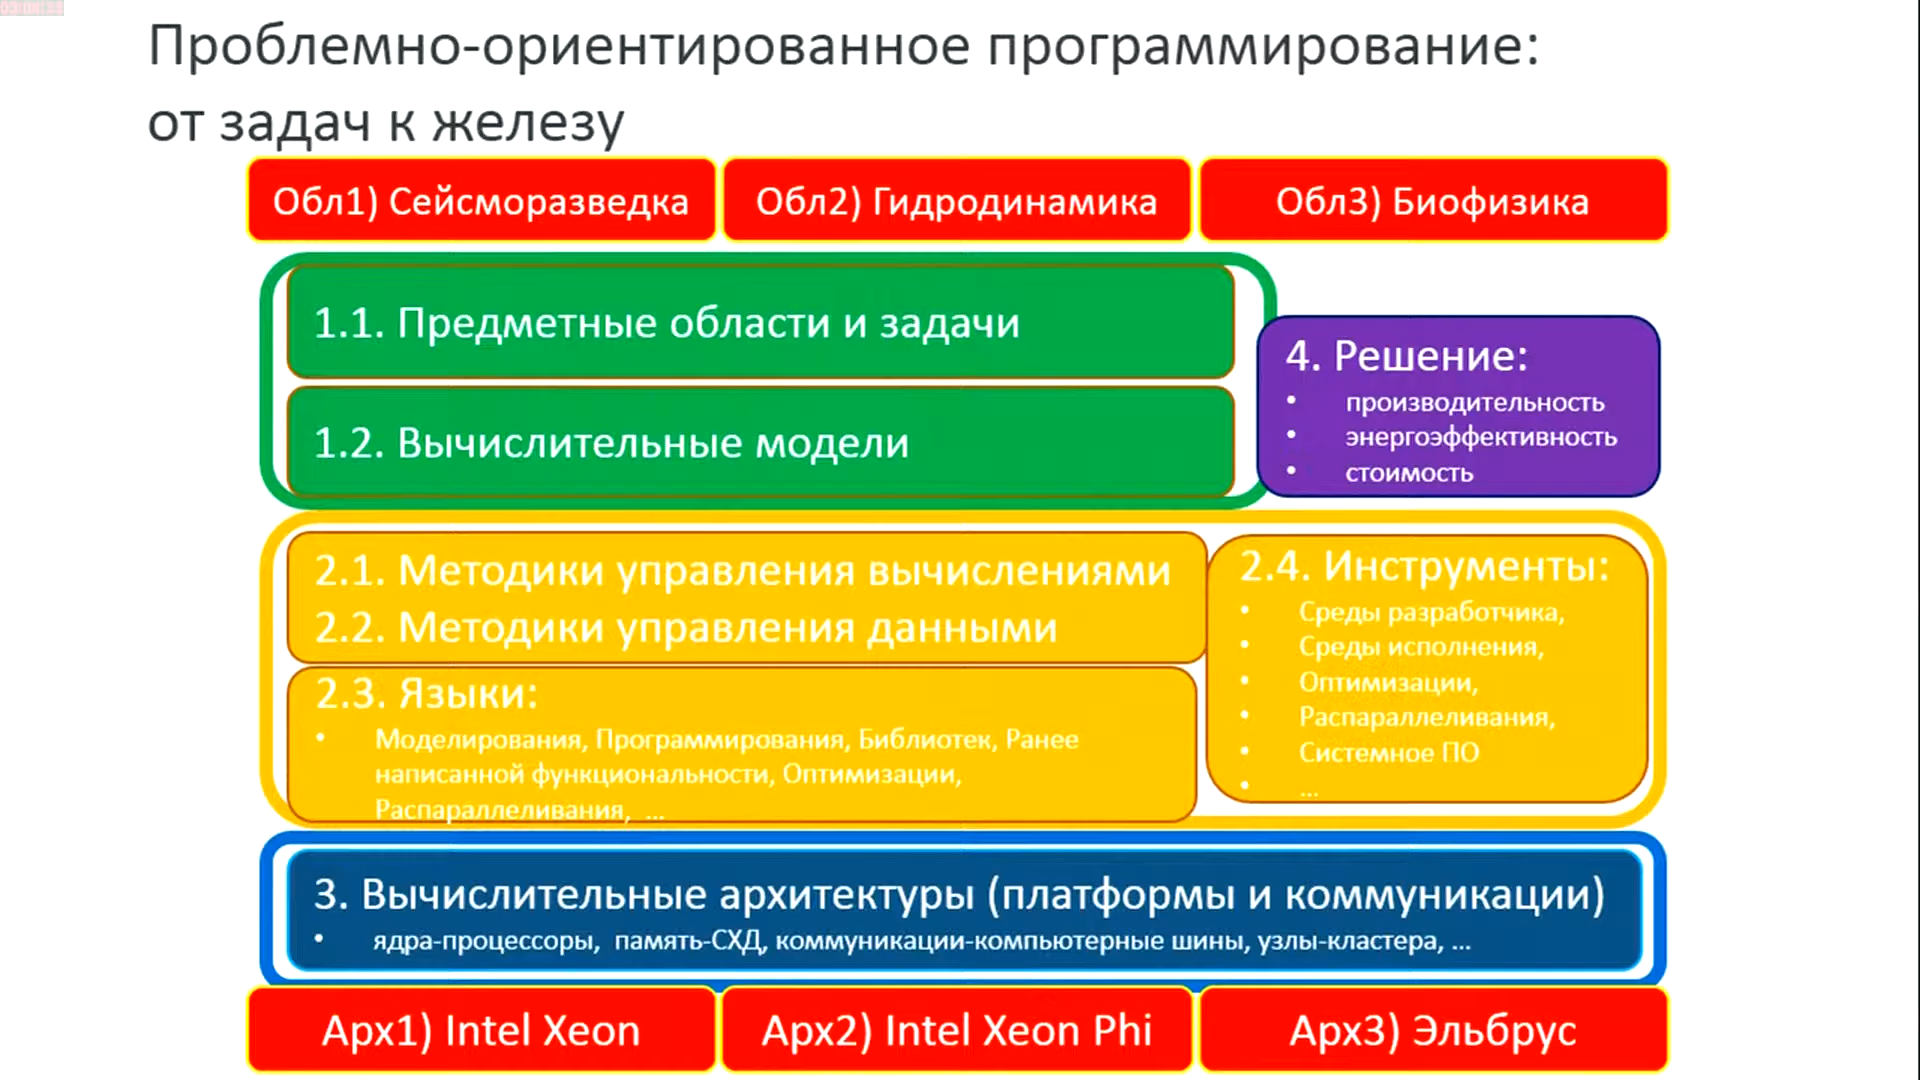 Проблемно-ориентированное программирование:
от задач к железу
Обл1) Сейсморазведка
Обл2) Гидродинамика
Обл3) Биофизика
1.1. Предметные области и задачи
1.2. Вычислительные модели
4. Решение:
• производительность
• энергоэффективность
• стоимость
2.1. Методики управления вычислениями
2.2. Методики управления данными
2.3. Языки:
• Моделирования, Программирования, Библиотек, Ранее
написанной функциональности, Оптимизации,
Распараллеливания, ...
2.4. Инструменты:
• Среды разработчика,
• Среды исполнения,
• Оптимизации,
• Распараллеливания,
• Системное ПО
• ...
3. Вычислительные архитектуры (платформы и коммуникации)
• ядра-процессоры, память-СХД, коммуникации-компьютерные шины, узлы-кластера, ...
Арх1) Intel Xeon
Арх2) Intel Xeon Phi
Арх3) Эльбрус